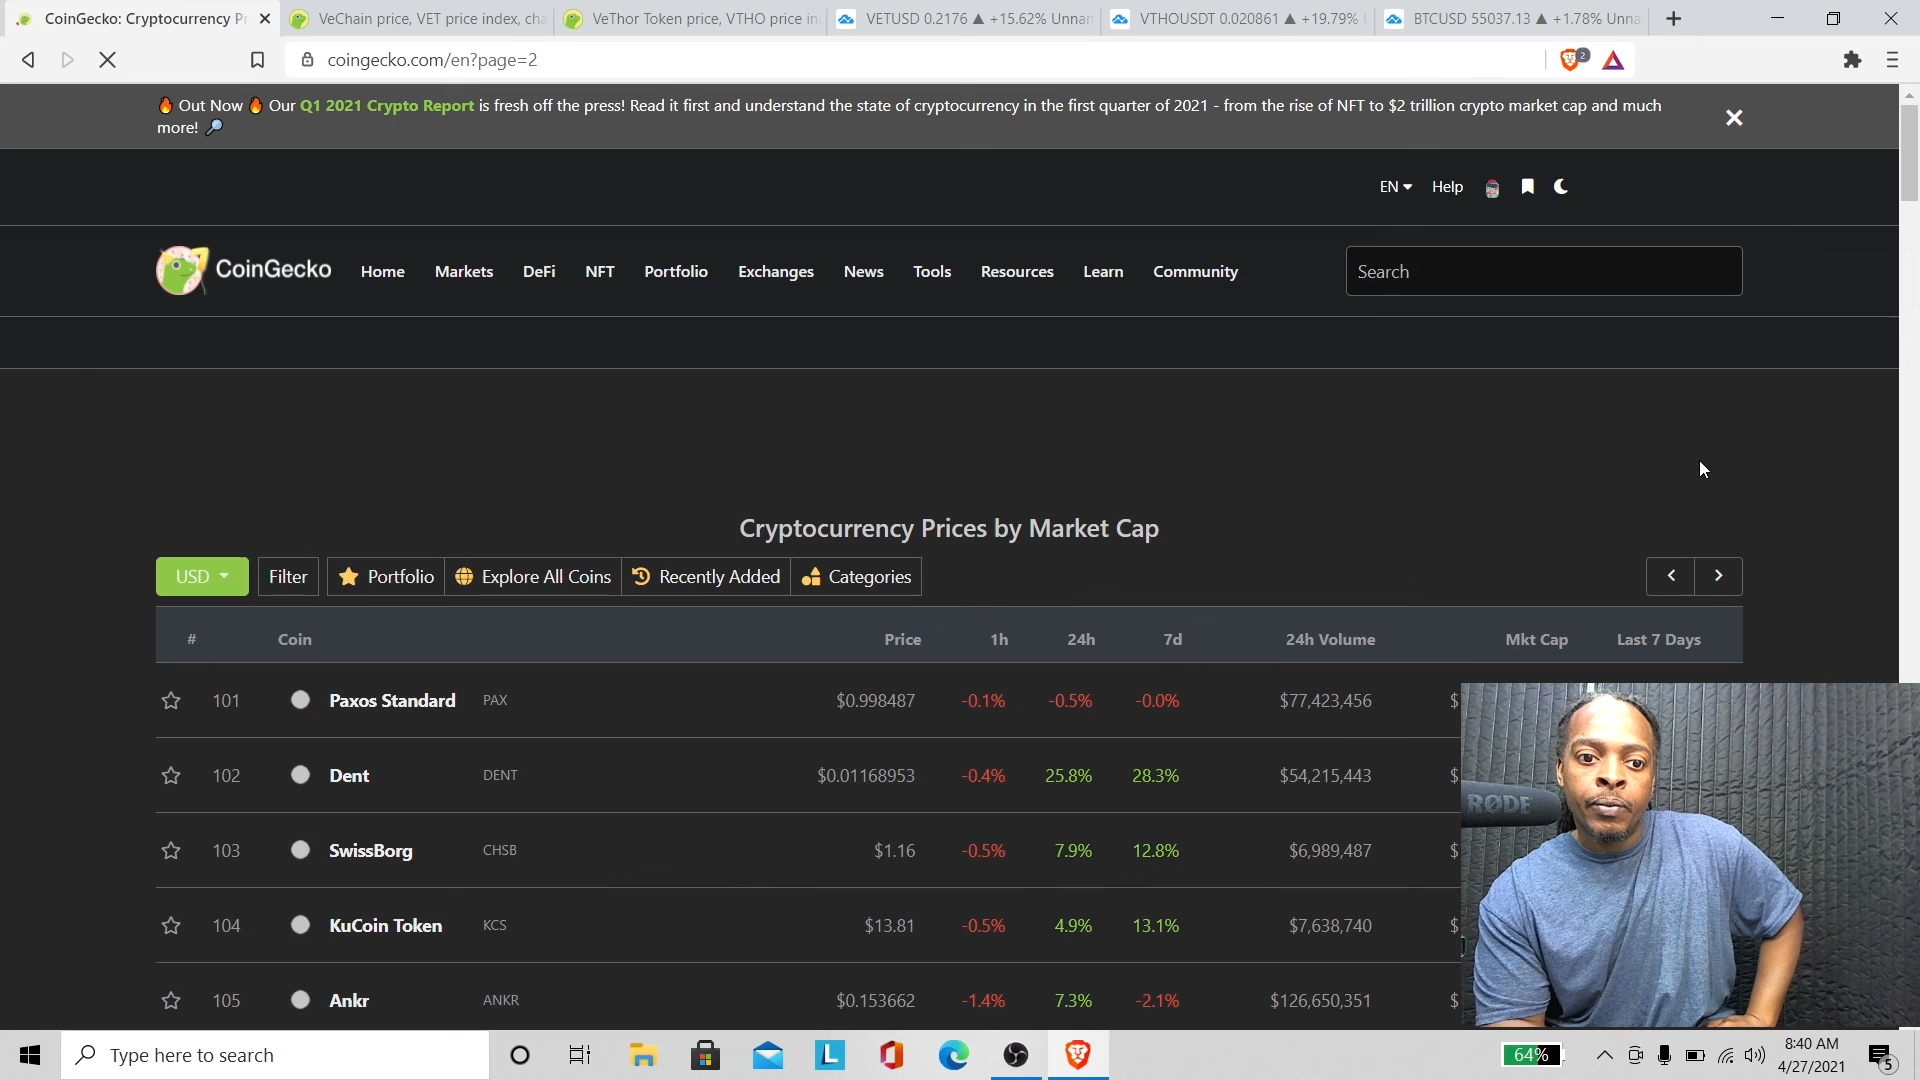 CoinGecko: Cryptocurrency Pr
VeChain price, VET price index, cha
VeThor Token price, VTHO price in
VETUSD 0.2176 ▲ +15.62% Unnam
VTHOUSDT 0.020861 ▲ +19.79% U
BTCUSD 55037.13 ▲ +1.78% Unna
coingecko.com/en?page=2
2
🔥 Out Now 🔥 Our Q1 2021 Crypto Report is fresh off the press! Read it first and understand the state of cryptocurrency in the first quarter of 2021 - from the rise of NFT to $2 trillion crypto market cap and much
more! 🔎
EN Help
CoinGecko Home Markets DeFi NFT Portfolio Exchanges News Tools Resources Learn Community Search
Cryptocurrency Prices by Market Cap
USD Filter Portfolio Explore All Coins Recently Added Categories
# Coin Price 1h 24h 7d 24h Volume Mkt Cap Last 7 Days
101 Paxos Standard PAX $0.998487 -0.1% -0.5% -0.0% $77,423,456 $
102 Dent DENT $0.01168953 -0.4% 25.8% 28.3% $54,215,443 $
103 SwissBorg CHSB $1.16 -0.5% 7.9% 12.8% $6,989,487 $
104 KuCoin Token KCS $13.81 -0.5% 4.9% 13.1% $7,638,740 $
105 Ankr ANKR $0.153662 -1.4% 7.3% -2.1% $126,650,351 $
RØDE
Type here to search
L
64%
8:40 AM
4/27/2021
5